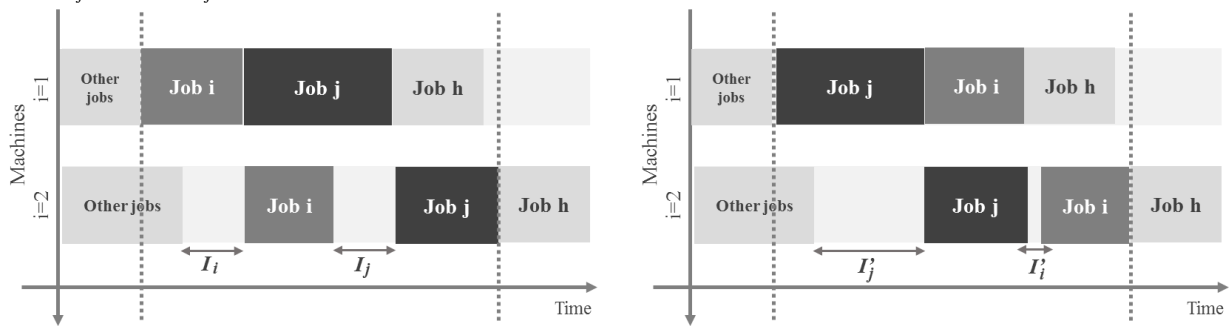 i=1
Other
jobs
Job i
Job j
Job h
Machines
i=2
Other jobs
Job i
Job j
Job h
I_i
I_j
Time
i=1
Other
jobs
Job j
Job i
Job h
Machines
i=2
Other jobs
Job j
Job i
Job h
I'_j
I'_i
Time